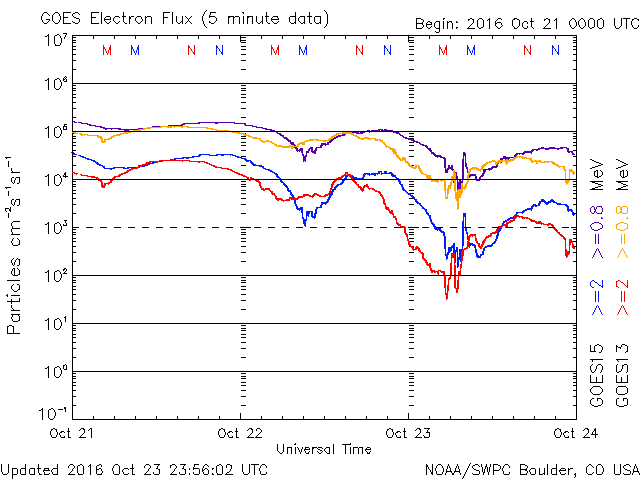 GOES Electron Flux (5 minute data)
Begin: 2016 Oct 21 0000 UTC
10⁷
M M N N M M N N M M N N
10⁶
10⁵
10⁴
10³
10²
10¹
10⁰
10⁻¹
Particles cm⁻²s⁻¹sr⁻¹
Oct 21 Oct 22 Oct 23 Oct 24
Universal Time
GOES15 >=2 >=0.8 MeV
GOES13 >=2 >=0.8 MeV
Updated 2016 Oct 23 23:56:02 UTC
NOAA/SWPC Boulder, CO USA